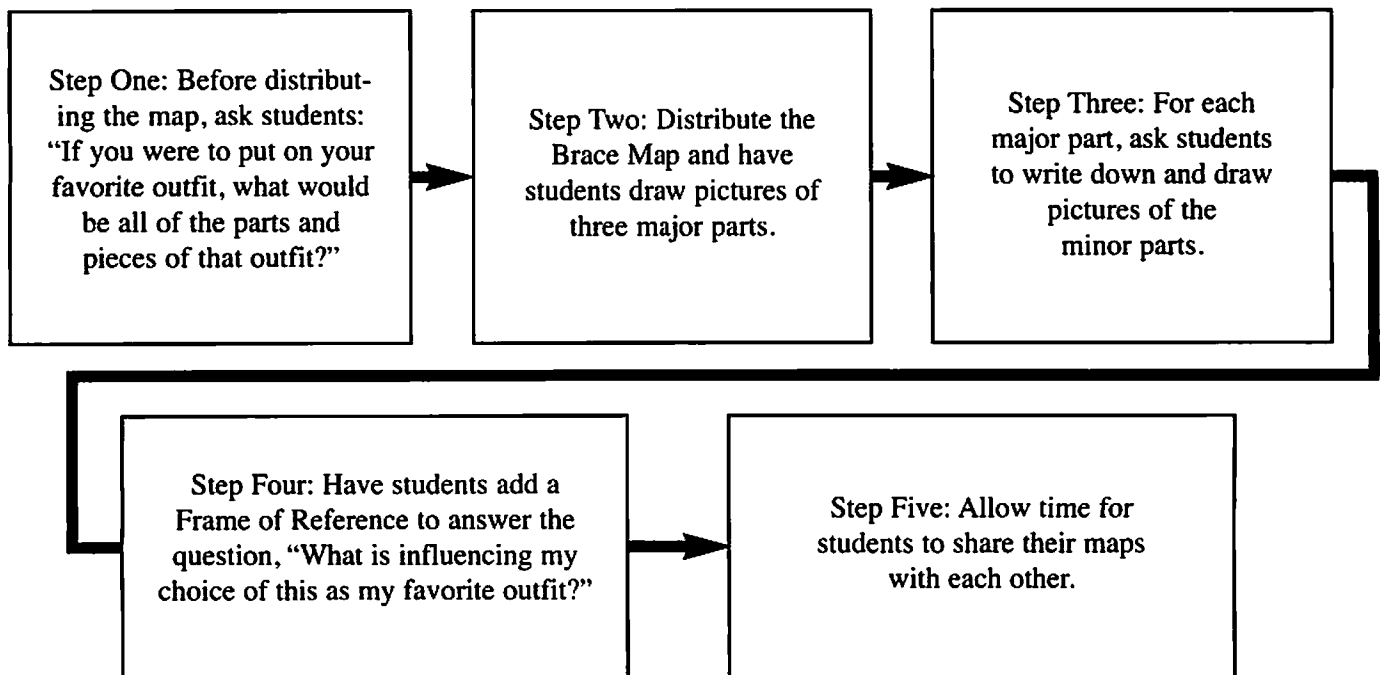 Step One: Before distribut-
ing the map, ask students:
“If you were to put on your
favorite outfit, what would
be all of the parts and
pieces of that outfit?”
Step Two: Distribute the
Brace Map and have
students draw pictures of
three major parts.
Step Three: For each
major part, ask students
to write down and draw
pictures of the
minor parts.
Step Four: Have students add a
Frame of Reference to answer the
question, “What is influencing my
choice of this as my favorite outfit?”
Step Five: Allow time for
students to share their maps
with each other.